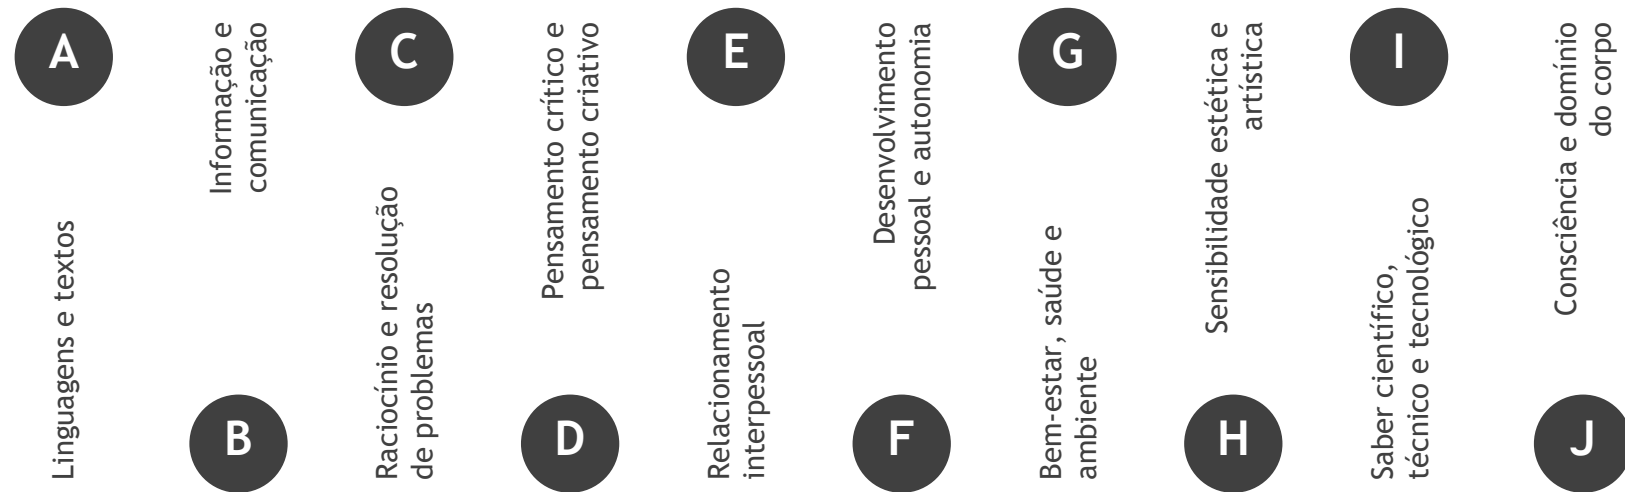 A
Linguagens e textos
B
Informação e
comunicação
C
Raciocínio e resolução
de problemas
D
Pensamento crítico e
pensamento criativo
E
Relacionamento
interpessoal
F
Desenvolvimento
pessoal e autonomia
G
Bem-estar, saúde e
ambiente
H
Sensibilidade estética e
artística
I
Saber científico,
técnico e tecnológico
J
Consciência e domínio
do corpo